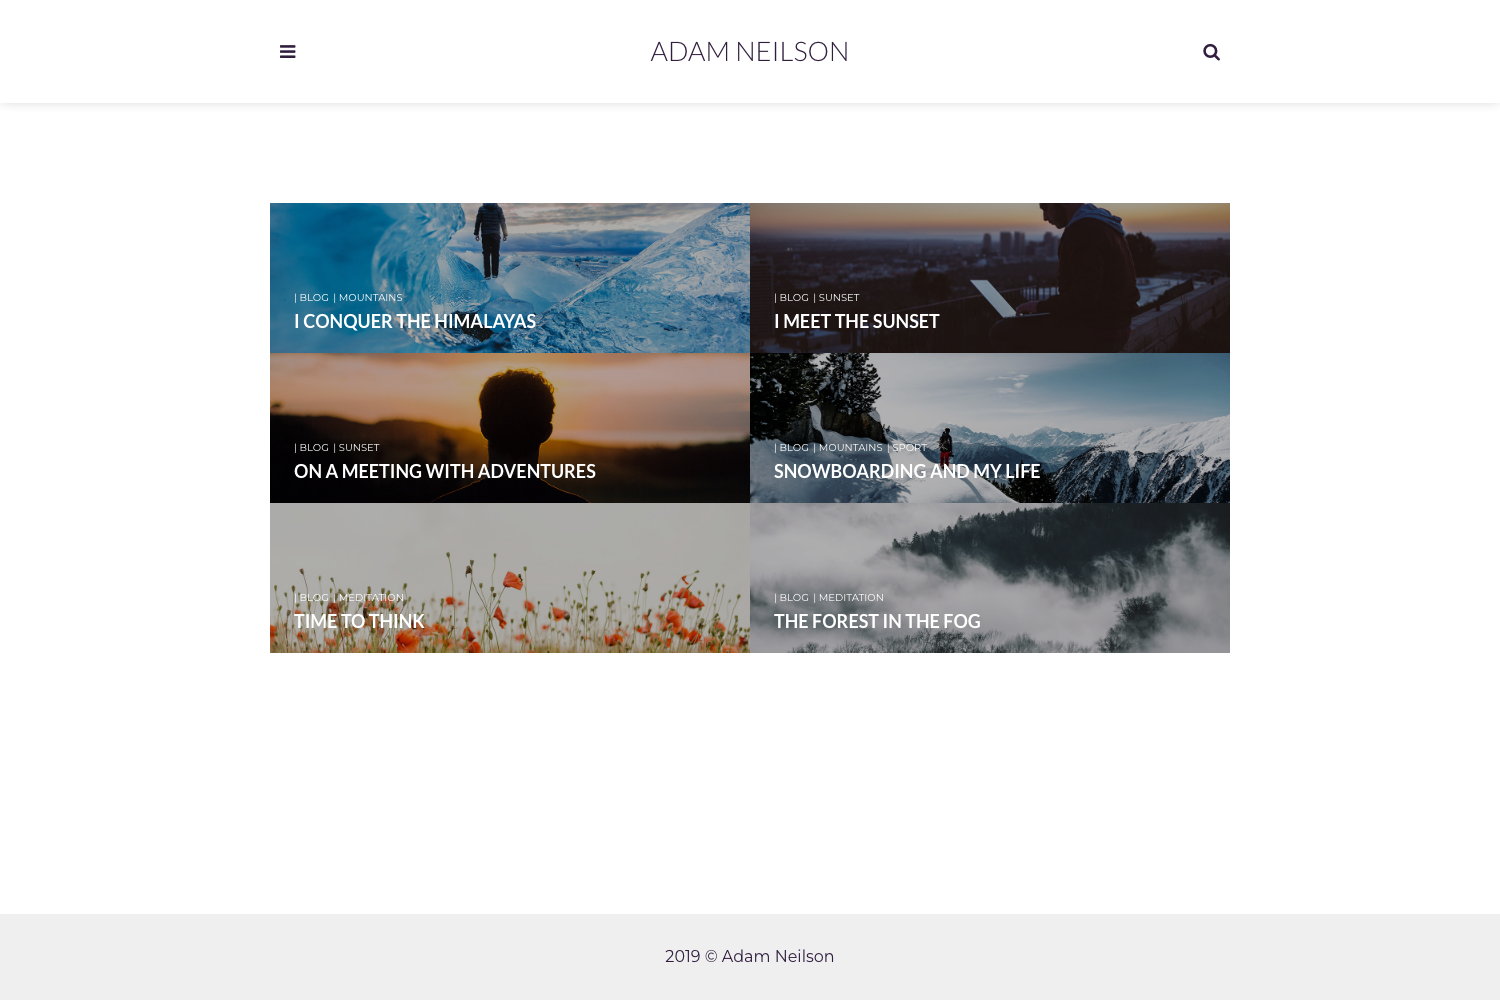 ADAM NEILSON
| BLOG | MOUNTAINS
I CONQUER THE HIMALAYAS
| BLOG | SUNSET
I MEET THE SUNSET
| BLOG | SUNSET
ON A MEETING WITH ADVENTURES
| BLOG | MOUNTAINS | SPORT
SNOWBOARDING AND MY LIFE
| BLOG | MEDITATION
TIME TO THINK
| BLOG | MEDITATION
THE FOREST IN THE FOG
2019 © Adam Neilson